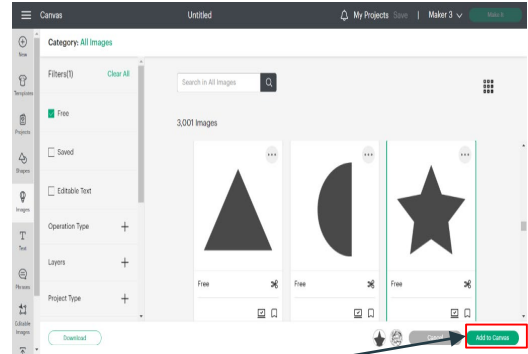 Canvas
Untitled
My Projects Save | Maker 3 Make It
New
Templates
Projects
Shapes
Images
Text
Phrases
Editable
Images
Category: All Images
Filters(1) Clear All
Free
Saved
Editable Text
Operation Type
Layers
Project Type
Download
Search in All Images
3,001 Images
Free Free Free
Cancel Add to Canvas